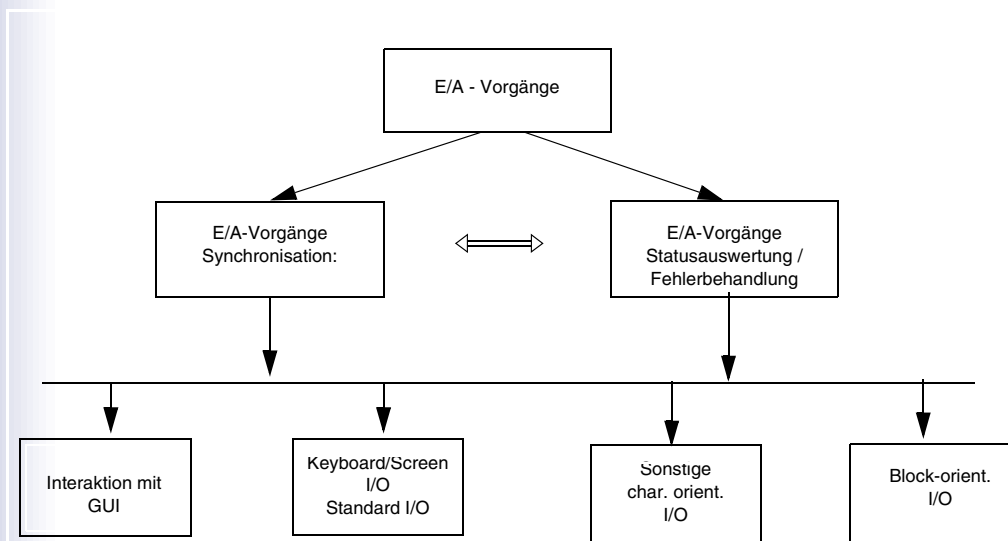 E/A - Vorgänge
E/A-Vorgänge
Synchronisation:
E/A-Vorgänge
Statusauswertung /
Fehlerbehandlung
Interaktion mit
GUI
Keyboard/Screen
I/O
Standard I/O
Sonstige
char. orient.
I/O
Block-orient.
I/O